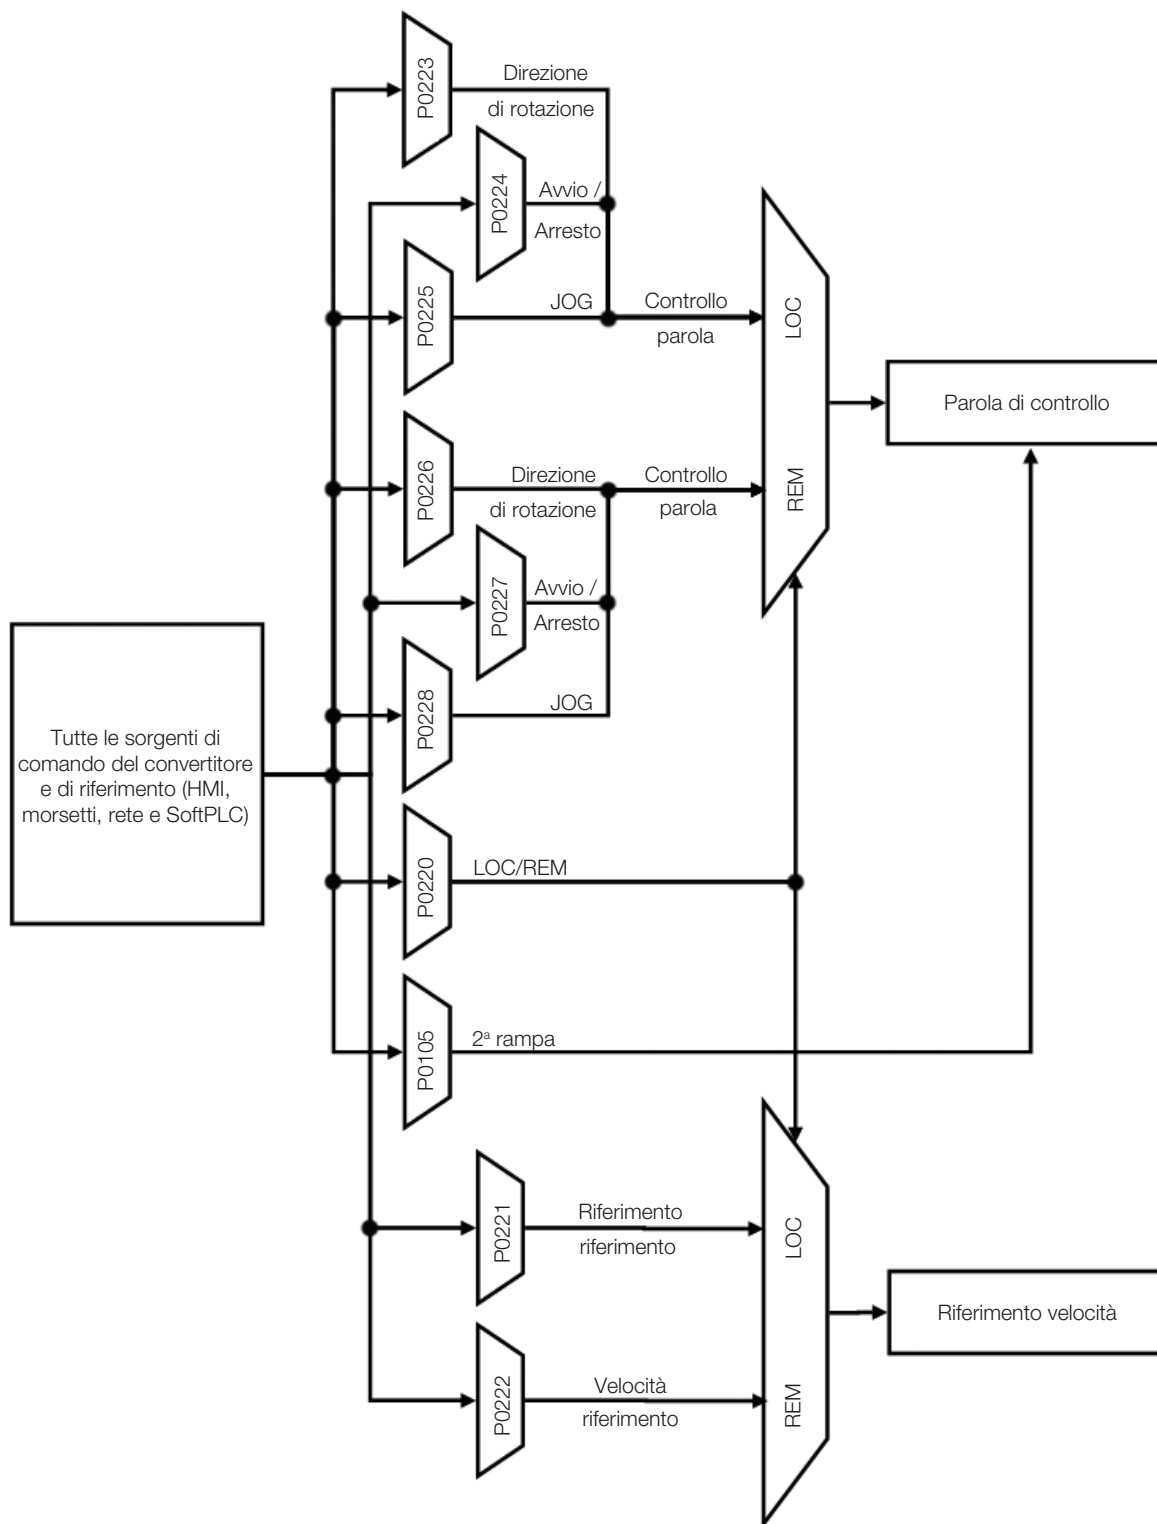 P0223
Direzione
di rotazione
P0224
Avvio /
Arresto
P0225
JOG
Controllo
parola
LOC
REM
Parola di controllo
P0226
Direzione
di rotazione
Controllo
parola
P0227
Avvio /
Arresto
P0228
JOG
Tutte le sorgenti di
comando del convertitore
e di riferimento (HMI,
morsetti, rete e SoftPLC)
P0220
LOC/REM
P0105
2ª rampa
P0221
Riferimento
riferimento
LOC
REM
Riferimento velocità
P0222
Velocità
riferimento